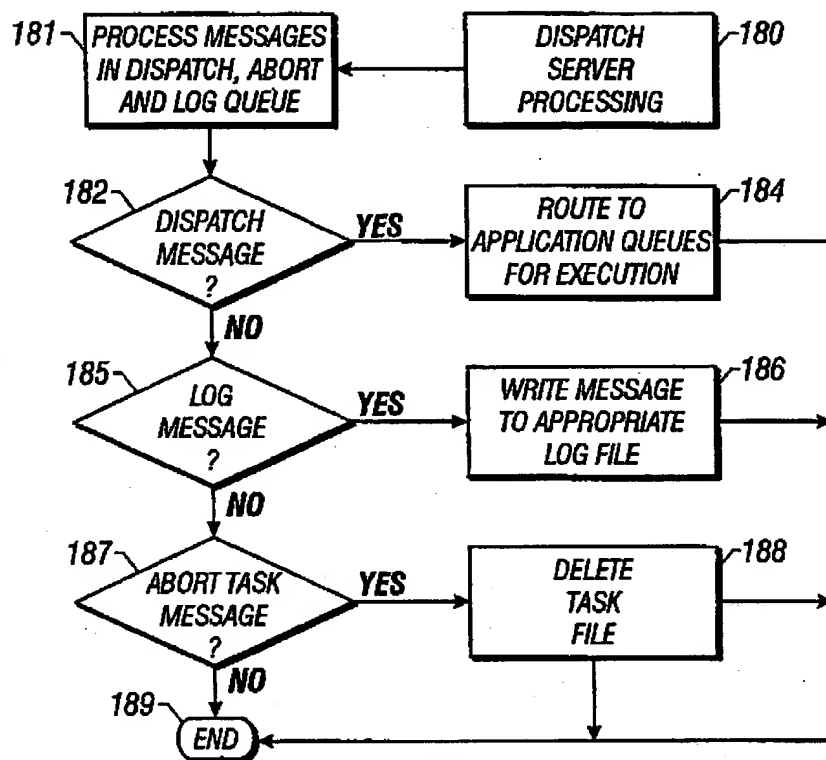 181
PROCESS MESSAGES
IN DISPATCH, ABORT
AND LOG QUEUE
DISPATCH
SERVER
PROCESSING
180
182
DISPATCH
MESSAGE
?
YES
ROUTE TO
APPLICATION QUEUES
FOR EXECUTION
184
NO
185
LOG
MESSAGE
?
YES
WRITE MESSAGE
TO APPROPRIATE
LOG FILE
186
NO
187
ABORT TASK
MESSAGE
?
YES
DELETE
TASK
FILE
188
NO
189
END